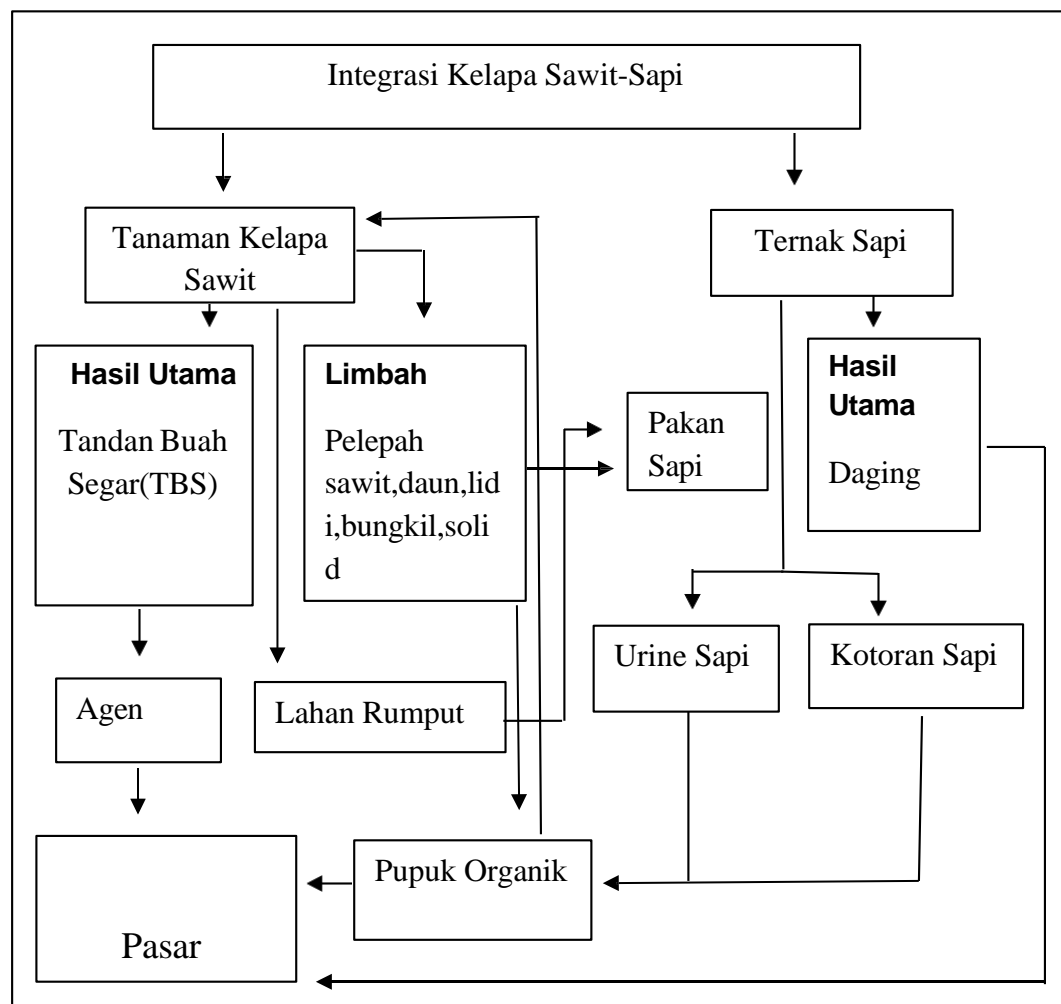 Integrasi Kelapa Sawit-Sapi
Tanaman Kelapa
Sawit
Ternak Sapi
Hasil Utama
Tandan Buah
Segar(TBS)
Limbah
Pelepah
sawit,daun,lid
i,bungkil,soli
d
Pakan
Sapi
Hasil
Utama
Daging
Urine Sapi
Kotoran Sapi
Agen
Lahan Rumput
Pupuk Organik
Pasar